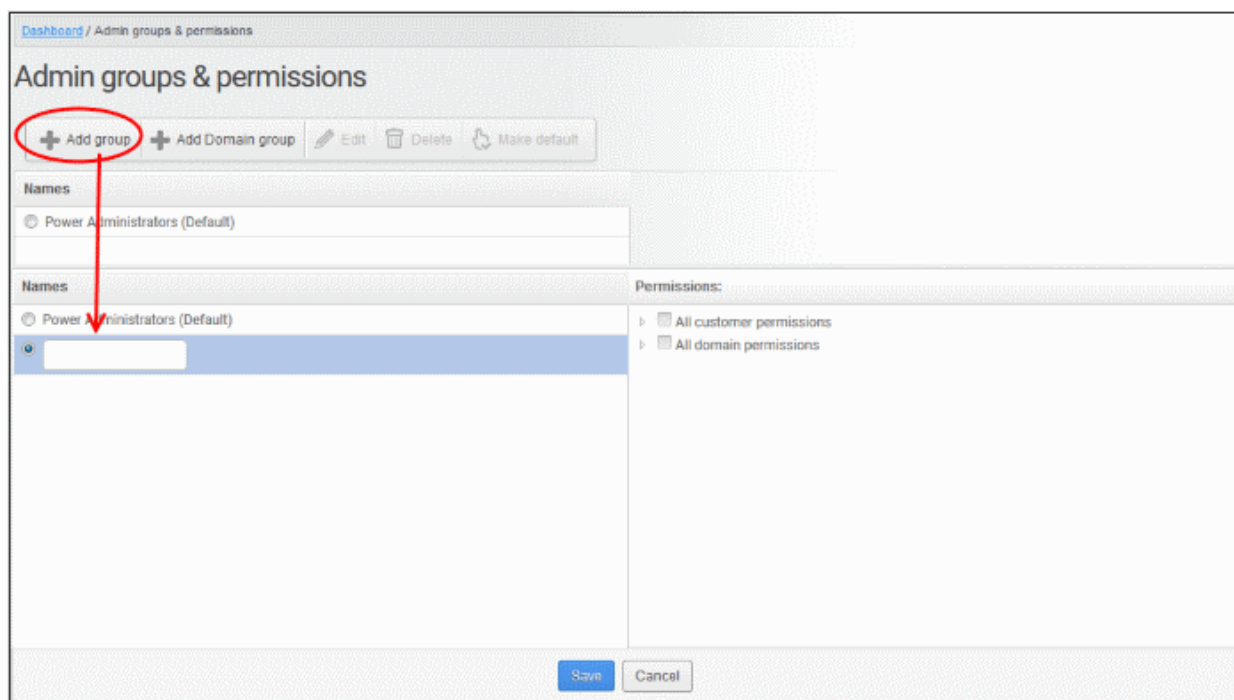 Dashboard / Admin groups & permissions
Admin groups & permissions
Add group Add Domain group Edit Delete Make default
Names
Power Administrators (Default)
Names Permissions:
Power Administrators (Default) All customer permissions
All domain permissions
Save Cancel